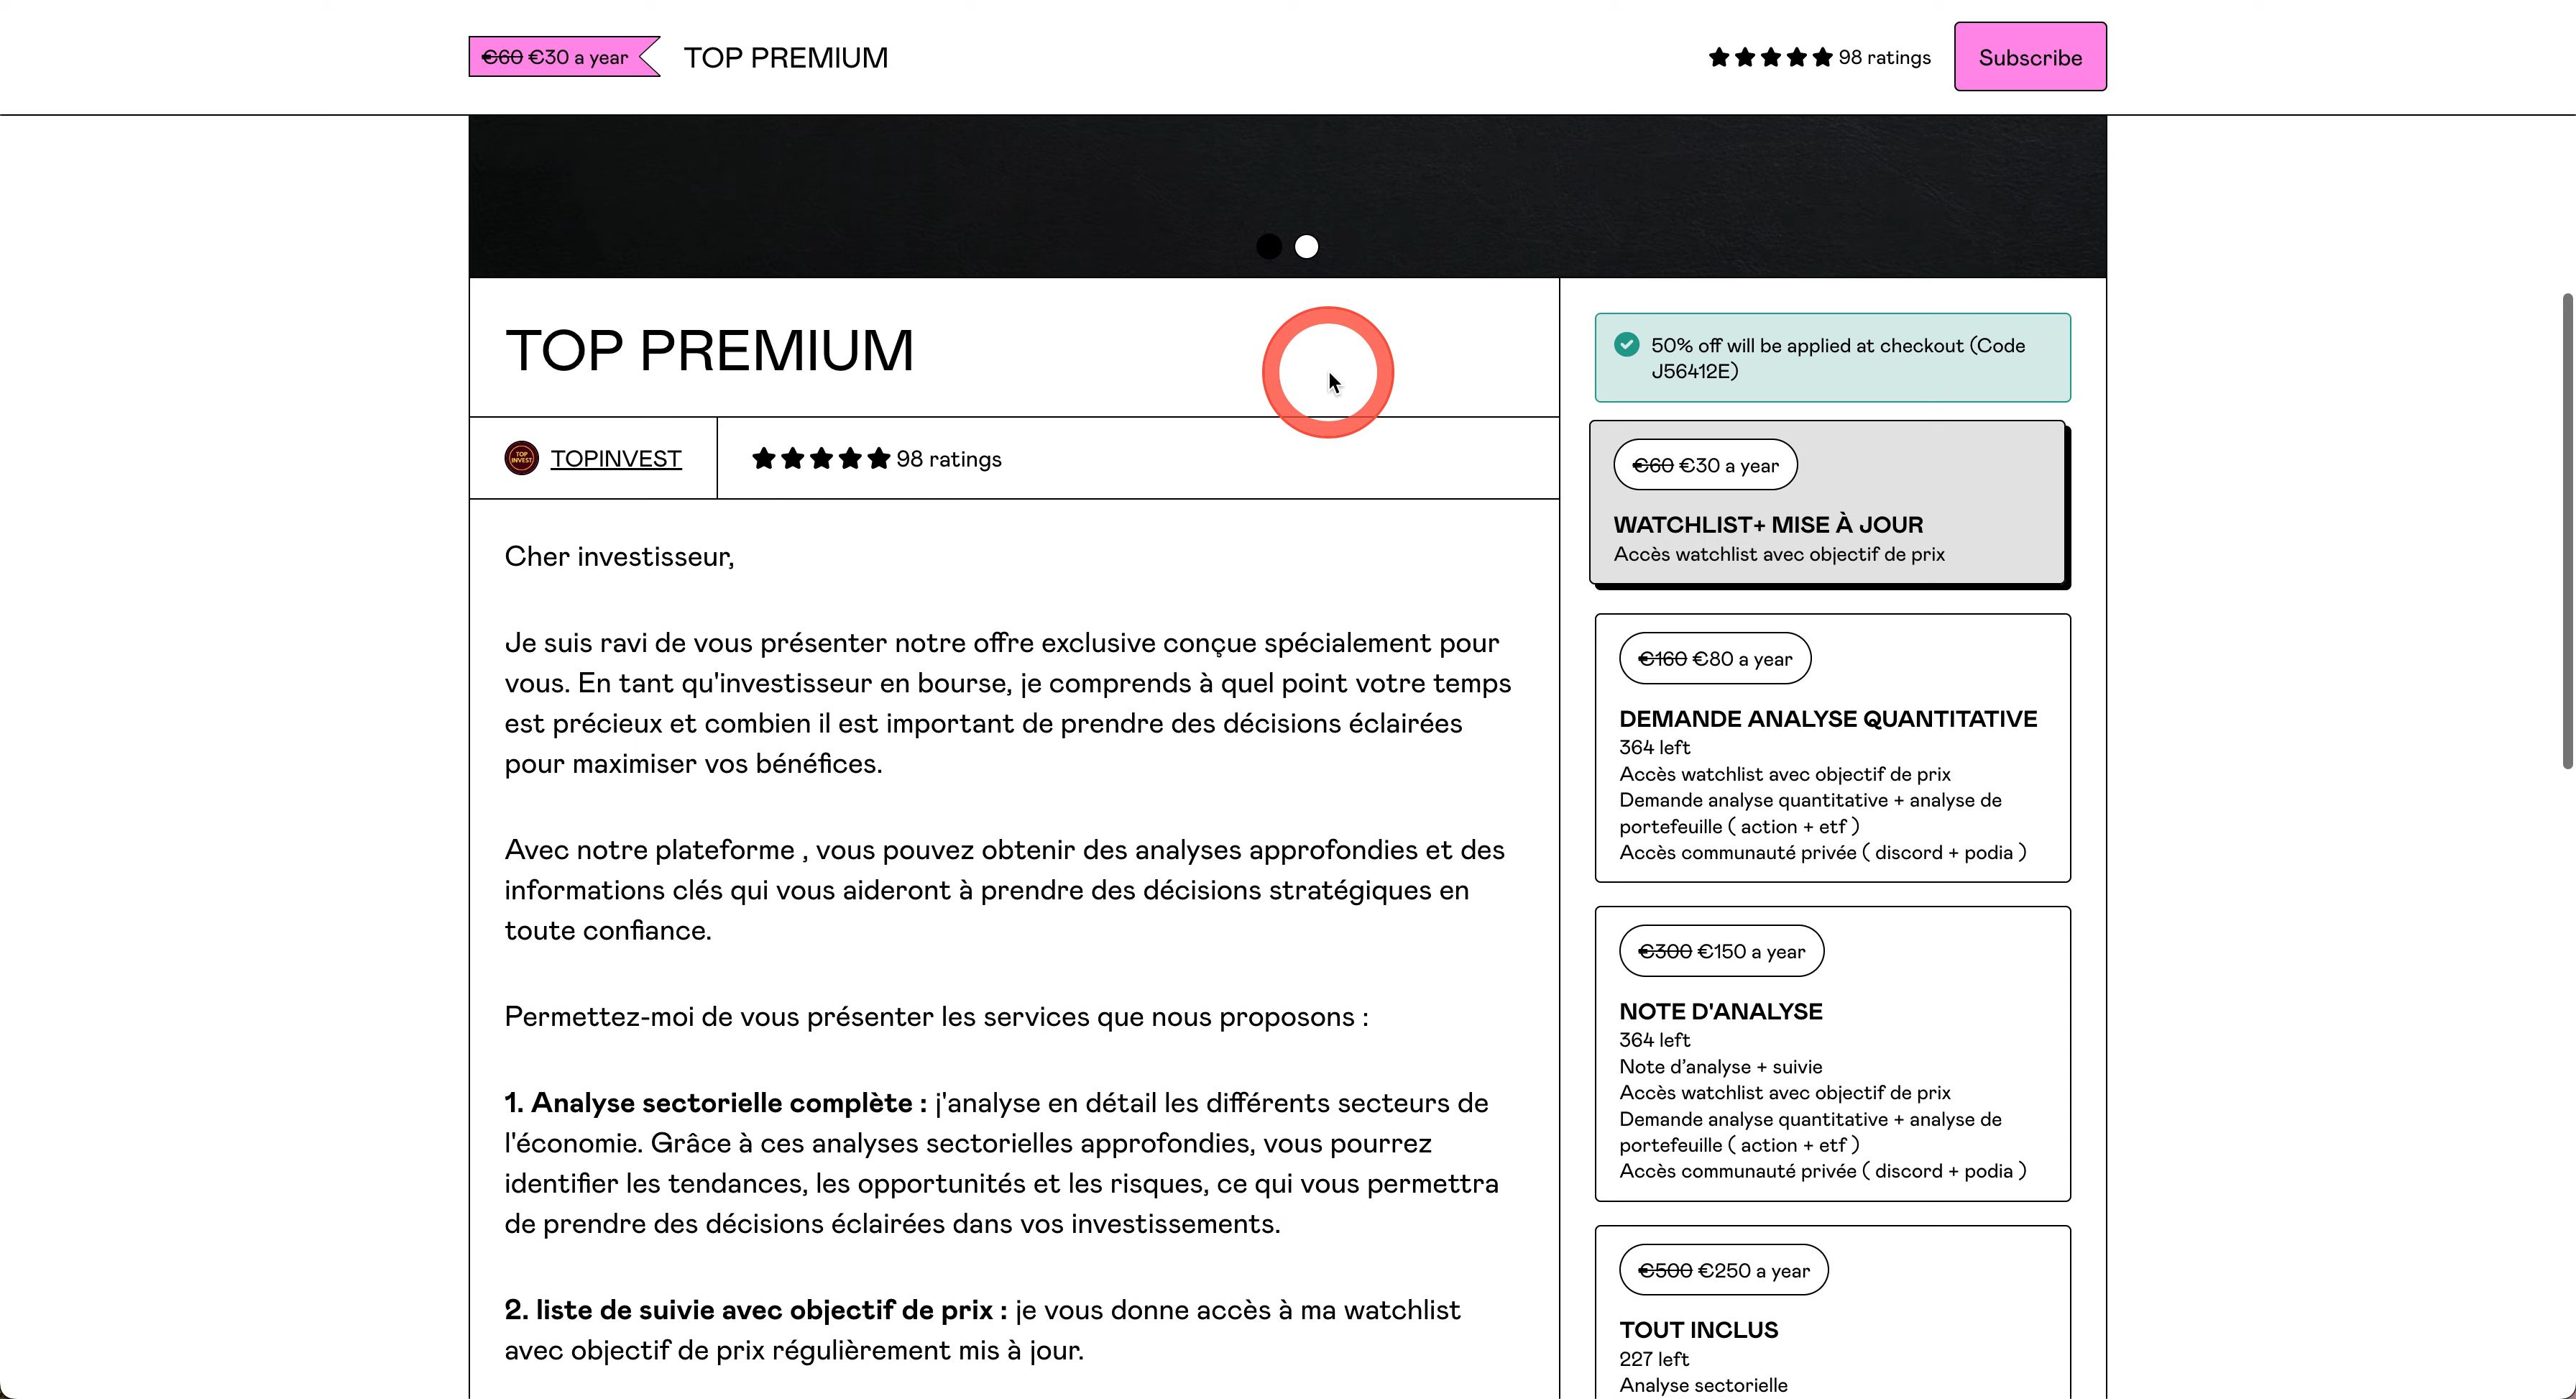 €60 €30 a year
TOP PREMIUM
98 ratings
Subscribe
TOP PREMIUM
TOP
INVEST
TOPINVEST
98 ratings
Cher investisseur,
Je suis ravi de vous présenter notre offre exclusive conçue spécialement pour
vous. En tant qu'investisseur en bourse, je comprends à quel point votre temps
est précieux et combien il est important de prendre des décisions éclairées
pour maximiser vos bénéfices.
Avec notre plateforme , vous pouvez obtenir des analyses approfondies et des
informations clés qui vous aideront à prendre des décisions stratégiques en
toute confiance.
Permettez-moi de vous présenter les services que nous proposons :
1. Analyse sectorielle complète : j'analyse en détail les différents secteurs de
l'économie. Grâce à ces analyses sectorielles approfondies, vous pourrez
identifier les tendances, les opportunités et les risques, ce qui vous permettra
de prendre des décisions éclairées dans vos investissements.
2. liste de suivie avec objectif de prix : je vous donne accès à ma watchlist
avec objectif de prix régulièrement mis à jour.
50% off will be applied at checkout (Code
J56412E)
€60 €30 a year
WATCHLIST+ MISE À JOUR
Accès watchlist avec objectif de prix
€160 €80 a year
DEMANDE ANALYSE QUANTITATIVE
364 left
Accès watchlist avec objectif de prix
Demande analyse quantitative + analyse de
portefeuille ( action + etf )
Accès communauté privée ( discord + podia )
€300 €150 a year
NOTE D'ANALYSE
364 left
Note d’analyse + suivie
Accès watchlist avec objectif de prix
Demande analyse quantitative + analyse de
portefeuille ( action + etf )
Accès communauté privée ( discord + podia )
€500 €250 a year
TOUT INCLUS
227 left
Analyse sectorielle